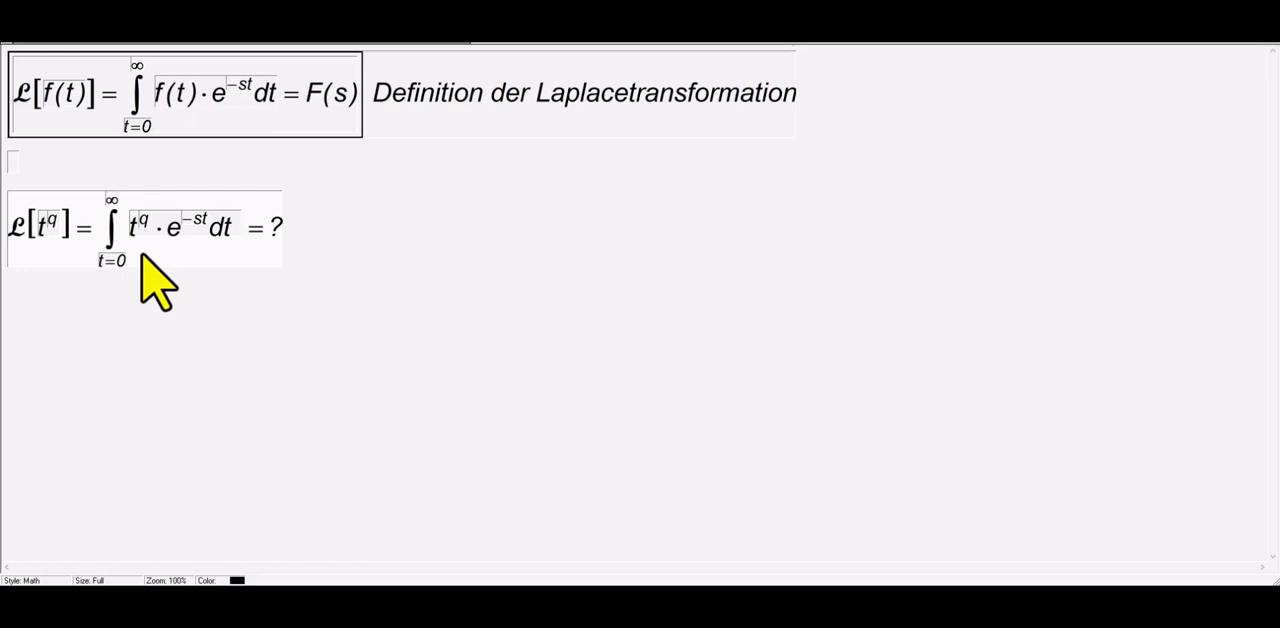 ℒ[f(t)] = ∫_{t=0}^{∞} f(t) · e^{-st} dt = F(s) Definition der Laplacetransformation
ℒ[t^q] = ∫_{t=0}^{∞} t^q · e^{-st} dt = ?
Style: Math Size: Full Zoom: 100% Color: